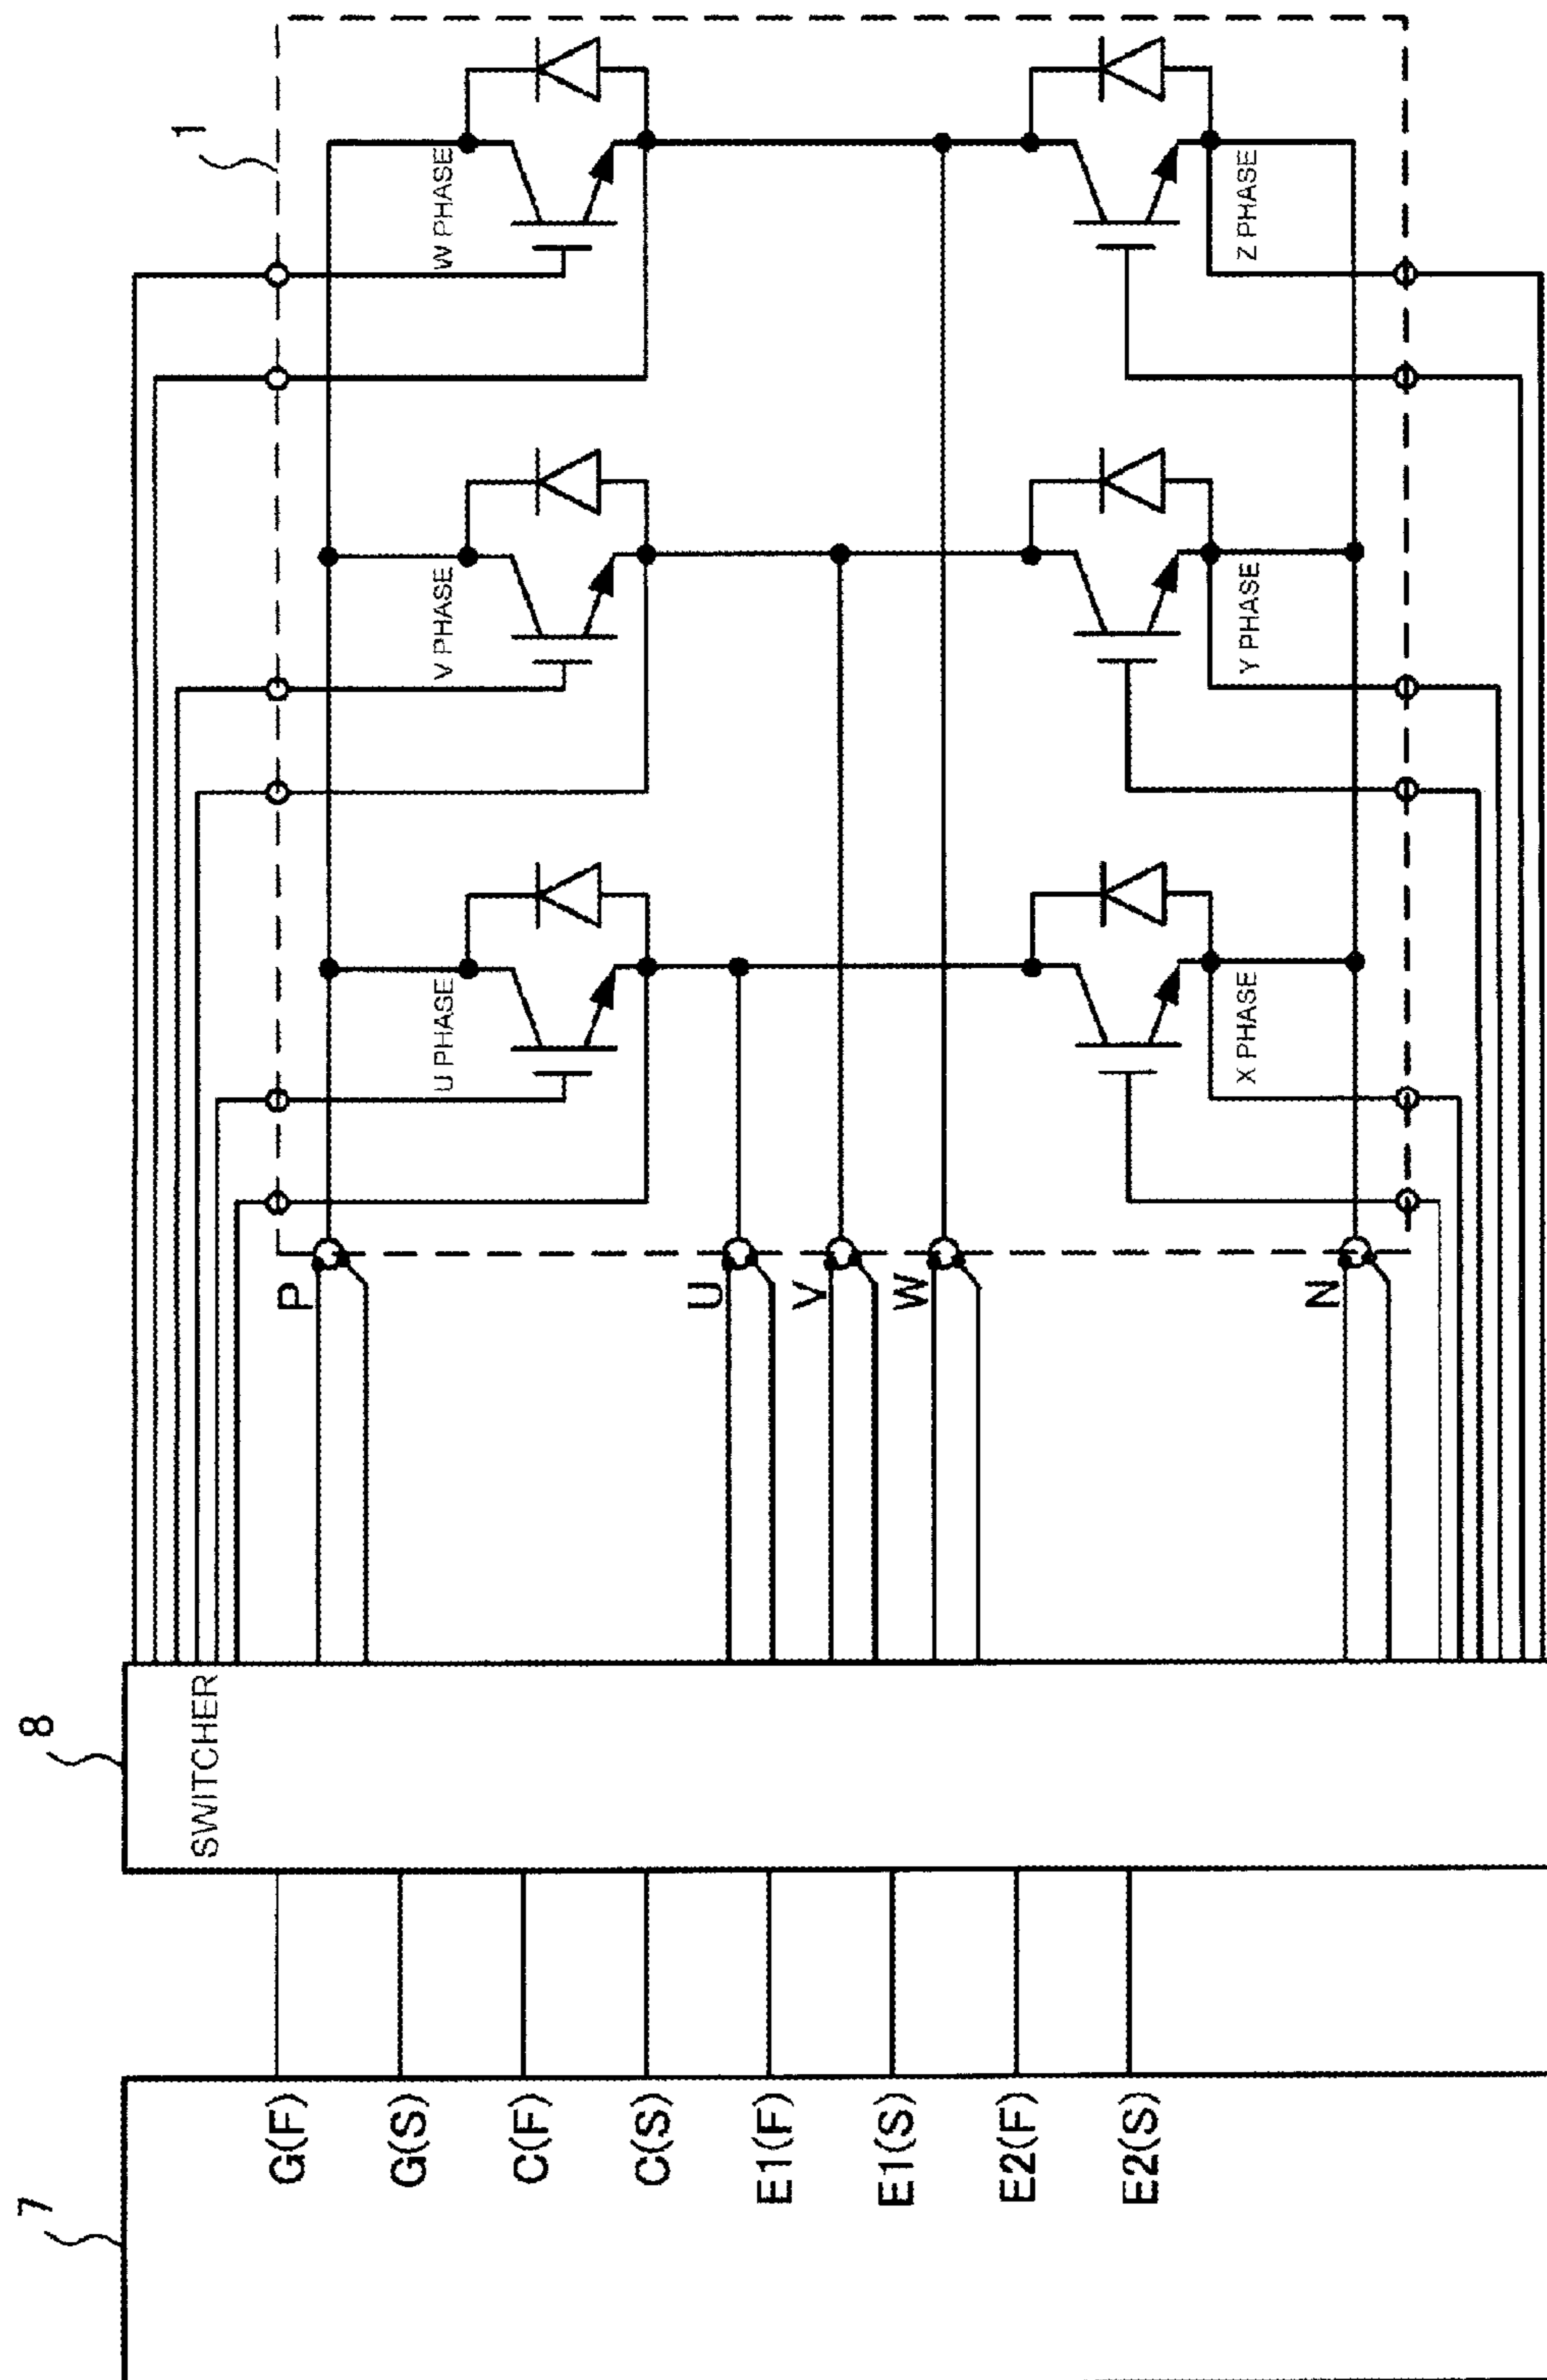 7
G(F)
G(S)
C(F)
C(S)
E1(F)
E1(S)
E2(F)
E2(S)
8
SWITCHER
P
U
V
W
N
1
U PHASE
V PHASE
W PHASE
X PHASE
Y PHASE
Z PHASE